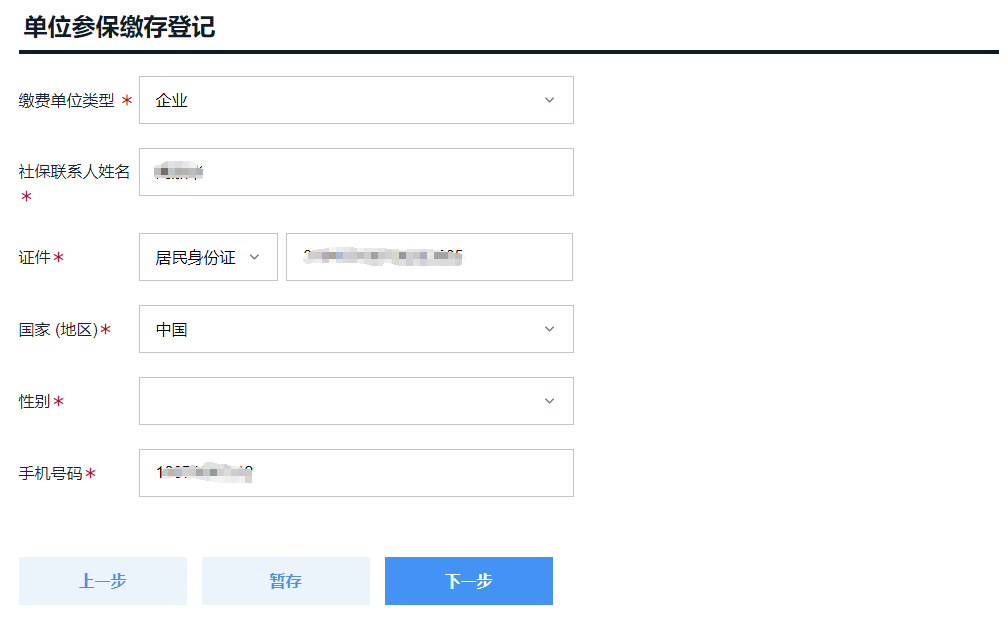 单位参保缴存登记
缴费单位类型 *
企业
社保联系人姓名
*
证件*
居民身份证
国家 (地区)*
中国
性别*
手机号码*
上一步
暂存
下一步